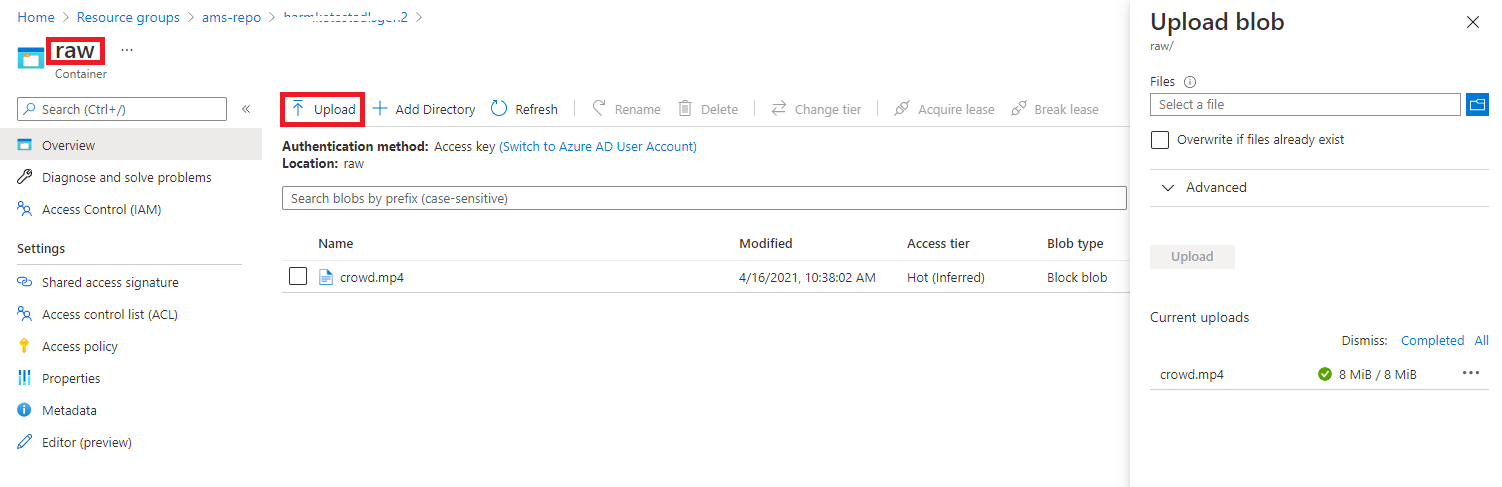 Home > Resource groups > ams-repo >
raw ...
Container
Search (Ctrl+/) «
Overview
Diagnose and solve problems
Access Control (IAM)
Settings
Shared access signature
Access control list (ACL)
Access policy
Properties
Metadata
Editor (preview)
Upload Add Directory Refresh Rename Delete Change tier Acquire lease Break lease
Authentication method: Access key (Switch to Azure AD User Account)
Location: raw
Search blobs by prefix (case-sensitive)
Name Modified Access tier Blob type
crowd.mp4 4/16/2021, 10:38:02 AM Hot (Inferred) Block blob
Upload blob
raw/
Files
Select a file
Overwrite if files already exist
Advanced
Upload
Current uploads
Dismiss: Completed All
crowd.mp4 8 MiB / 8 MiB ...